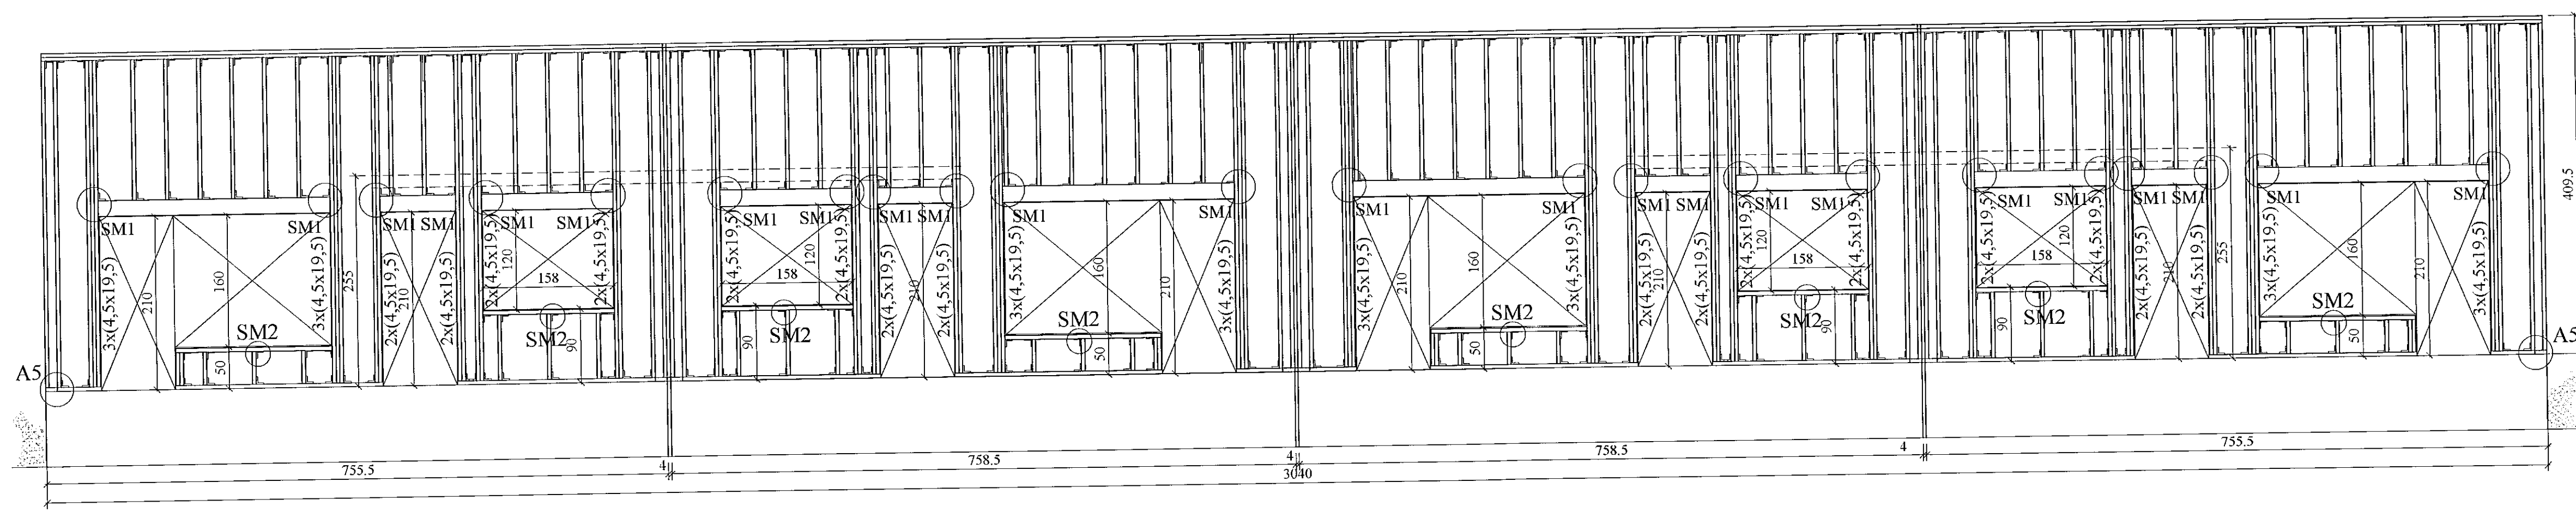 409.5
SM1 SM1 SM1 SM1 SM1 SM1
3x(4,5x19,5) 210 160 3x(4,5x19,5) 255 2x(4,5x19,5) 210 2x(4,5x19,5) 2x(4,5x19,5) 120 158 2x(4,5x19,5)
A5 SM2 50 SM2 90
SM1 SM1 SM1 SM1 SM1 SM1
2x(4,5x19,5) 158 120 2x(4,5x19,5) 2x(4,5x19,5) 210 2x(4,5x19,5) 3x(4,5x19,5) 160 210 3x(4,5x19,5)
90 SM2 SM2 50
SM1 SM1 SM1 SM1 SM1 SM1
3x(4,5x19,5) 210 160 3x(4,5x19,5) 2x(4,5x19,5) 210 2x(4,5x19,5) 2x(4,5x19,5) 120 158 2x(4,5x19,5)
50 SM2 SM2 90
SM1 SM1 SM1 SM1 SM1 SM1
2x(4,5x19,5) 158 120 2x(4,5x19,5) 2x(4,5x19,5) 210 2x(4,5x19,5) 255 3x(4,5x19,5) 160 210 3x(4,5x19,5)
90 SM2 SM2 50 A5
755.5 4 758.5 4 758.5 4 755.5
3040